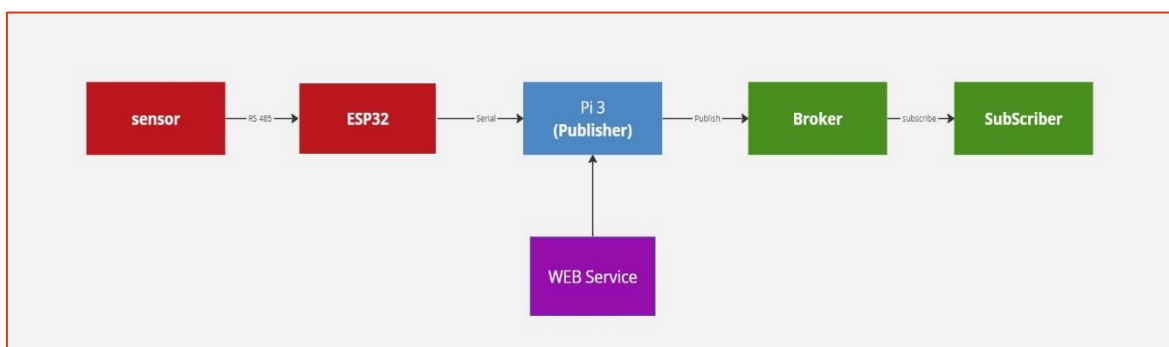 sensor
RS 485
ESP32
Serial
Pi 3
(Publisher)
Publish
Broker
subscribe
SubScriber
WEB Service